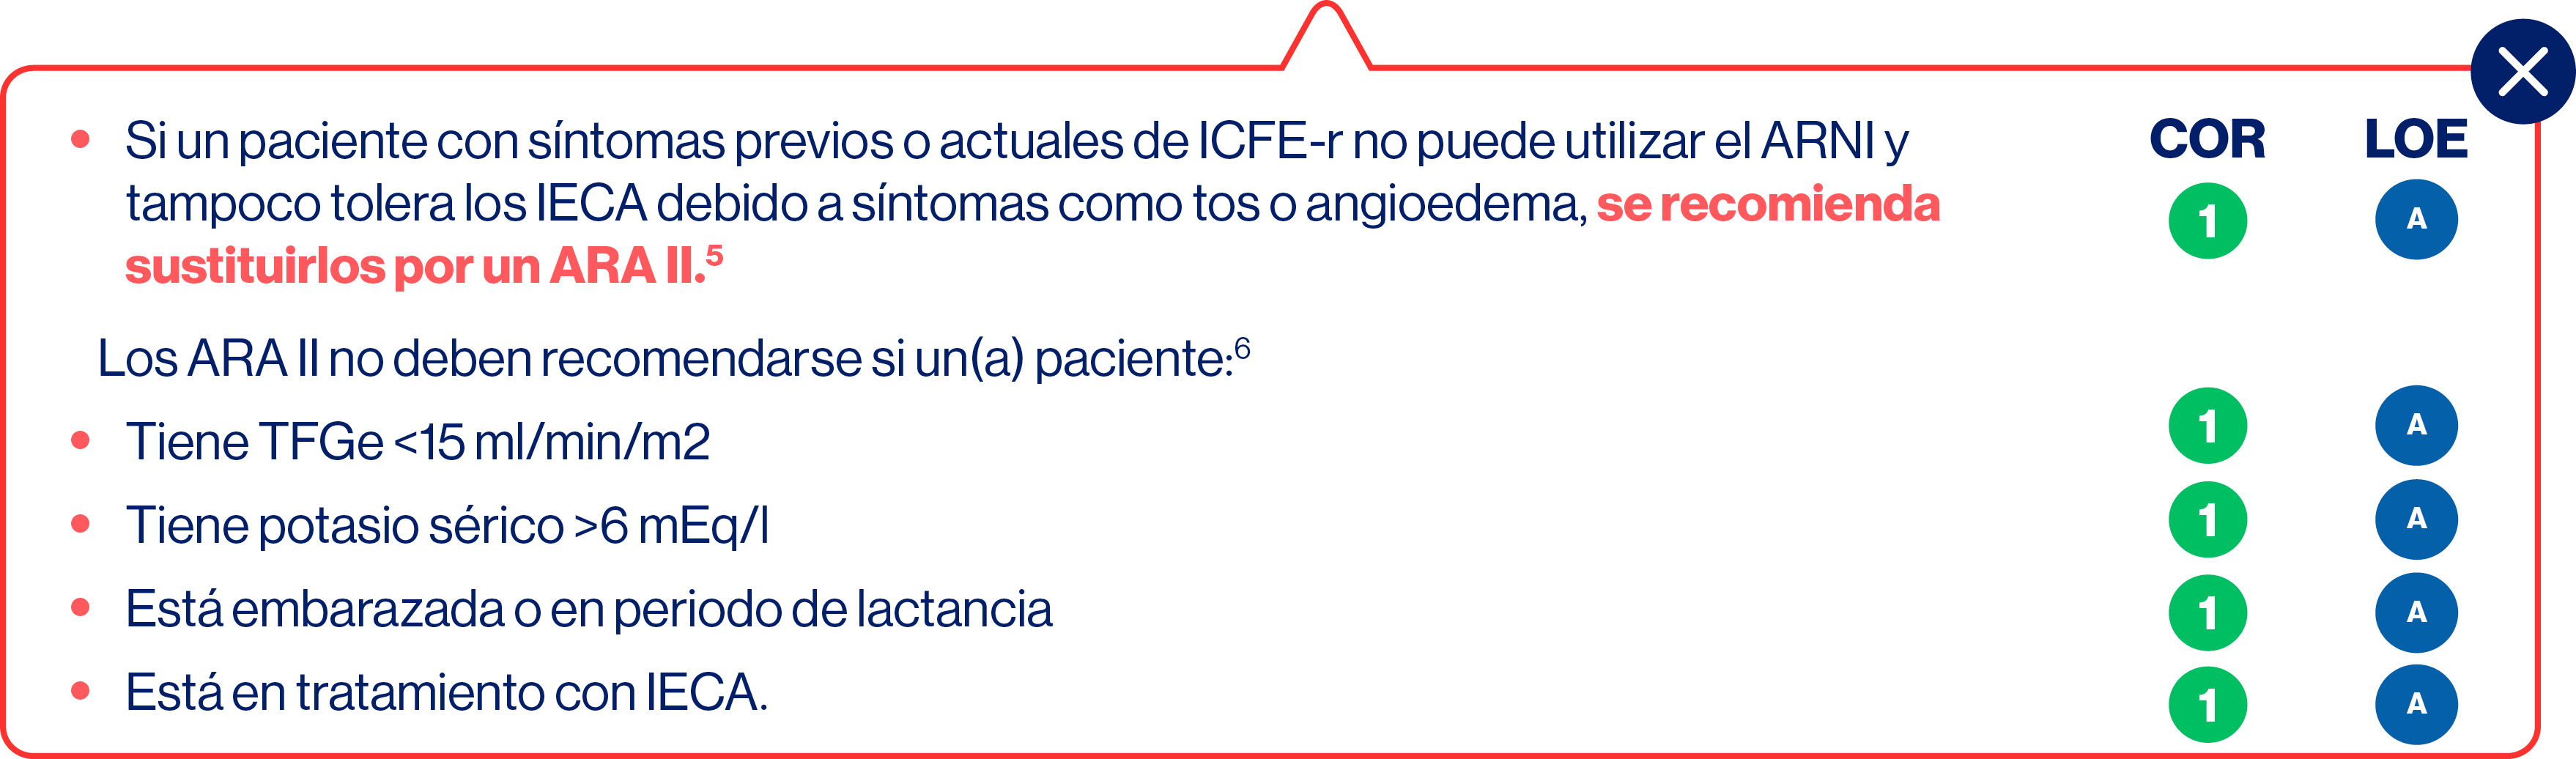 COR LOE
• Si un paciente con síntomas previos o actuales de ICFE-r no puede utilizar el ARNI y
tampoco tolera los IECA debido a síntomas como tos o angioedema, se recomienda
1 A
sustituirlos por un ARA II.⁵
Los ARA II no deben recomendarse si un(a) paciente:⁶
• Tiene TFGe <15 ml/min/m2 1 A
• Tiene potasio sérico >6 mEq/l 1 A
• Está embarazada o en periodo de lactancia 1 A
• Está en tratamiento con IECA. 1 A